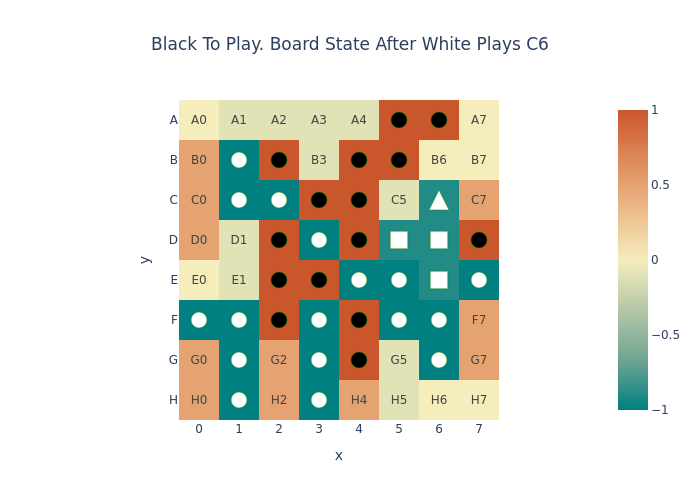 Black To Play. Board State After White Plays C6
A A0 A1 A2 A3 A4 A7
B B0 B3 B6 B7
C C0 C5 C7
D D0 D1
E E0 E1
F F7
G G0 G2 G5 G7
H H0 H2 H4 H5 H6 H7
0 1 2 3 4 5 6 7
x
y
1
0.5
0
−0.5
−1